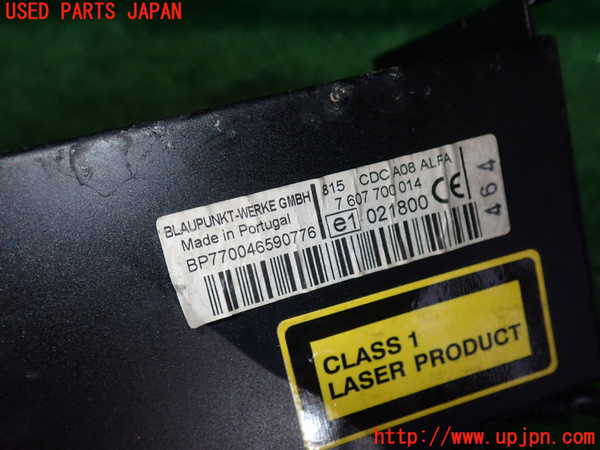 USED PARTS JAPAN
BLAUPUNKT-WERKE GMBH
Made in Portugal
BP770046590776
815 CDC A08 ALFA
7 607 700 014
e1 021800 CE
464
CLASS 1
LASER PRODUCT
http://www.upjpn.com/